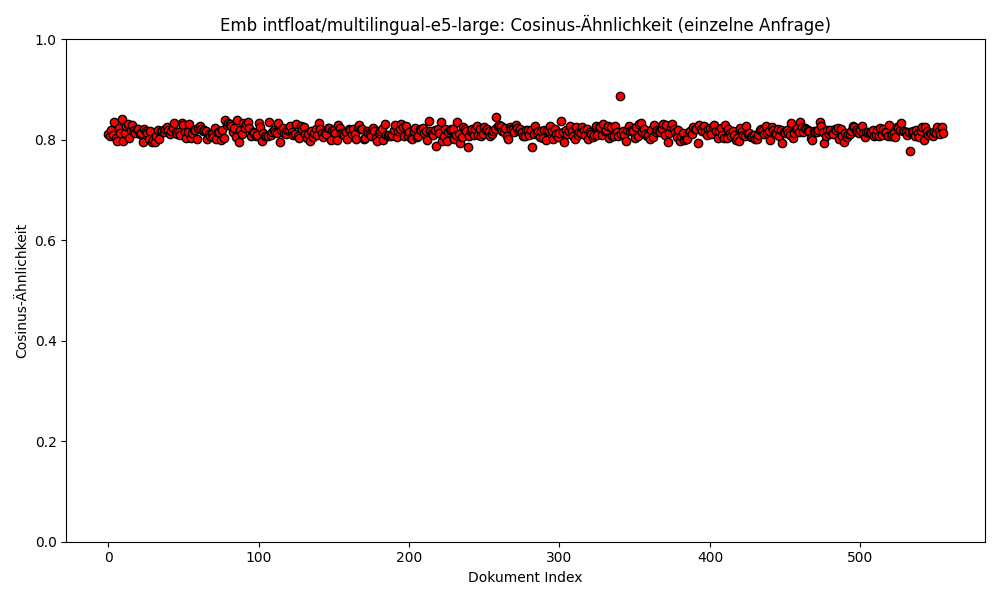 Emb intfloat/multilingual-e5-large: Cosinus-Ähnlichkeit (einzelne Anfrage)
1.0
0.8
0.6
0.4
0.2
0.0
Cosinus-Ähnlichkeit
0 100 200 300 400 500
Dokument Index